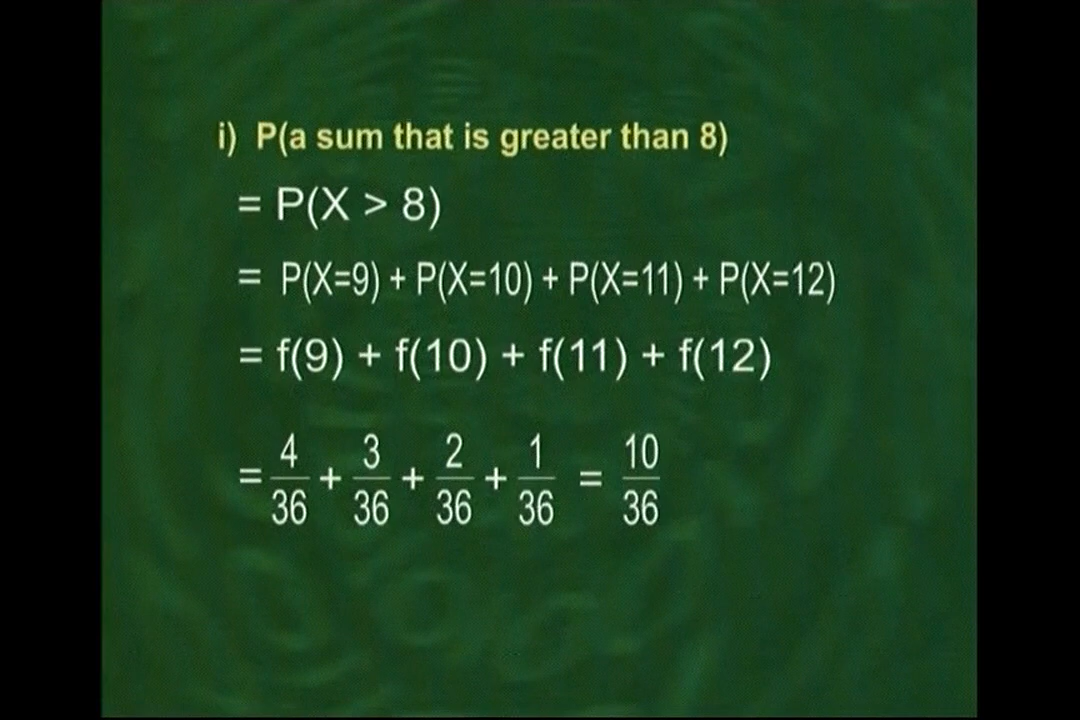 i) P(a sum that is greater than 8)
= P(X > 8)
= P(X=9) + P(X=10) + P(X=11) + P(X=12)
= f(9) + f(10) + f(11) + f(12)
= 4/36 + 3/36 + 2/36 + 1/36 = 10/36